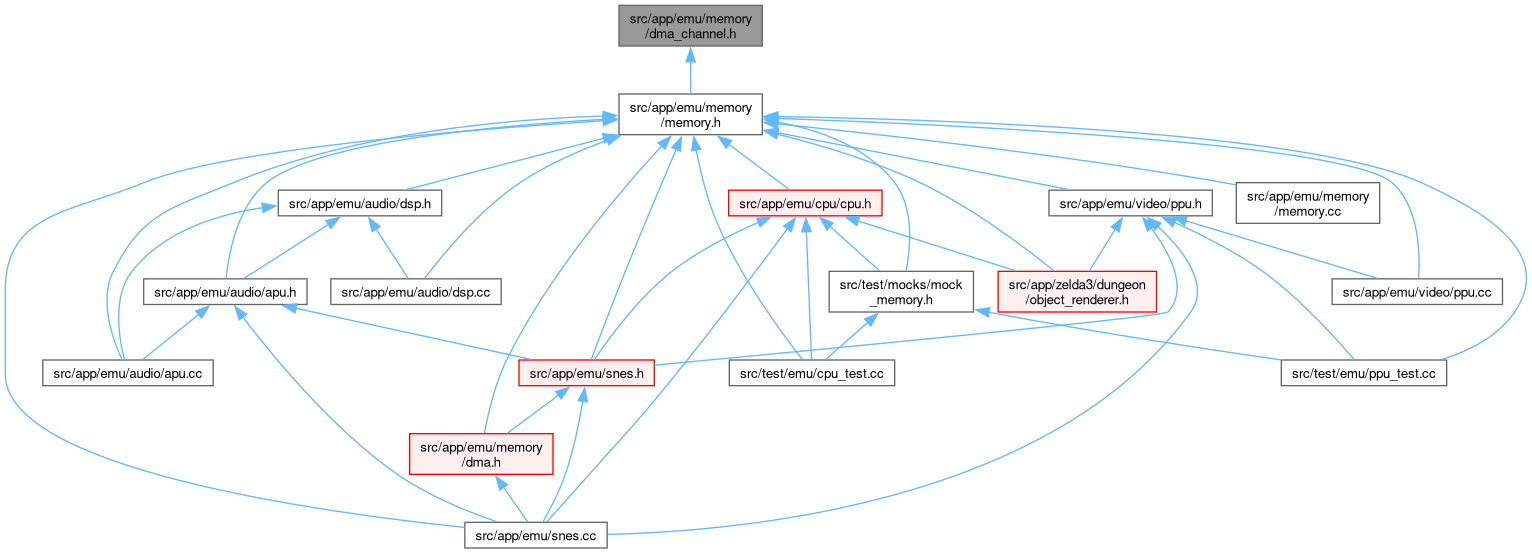 src/app/emu/memory
/dma_channel.h
src/app/emu/memory
/memory.h
src/app/emu/audio/dsp.h
src/app/emu/cpu/cpu.h
src/app/emu/video/ppu.h
src/app/emu/memory
/memory.cc
src/app/emu/audio/apu.h
src/app/emu/audio/dsp.cc
src/test/mocks/mock
_memory.h
src/app/zelda3/dungeon
/object_renderer.h
src/app/emu/video/ppu.cc
src/app/emu/audio/apu.cc
src/app/emu/snes.h
src/test/emu/cpu_test.cc
src/test/emu/ppu_test.cc
src/app/emu/memory
/dma.h
src/app/emu/snes.cc